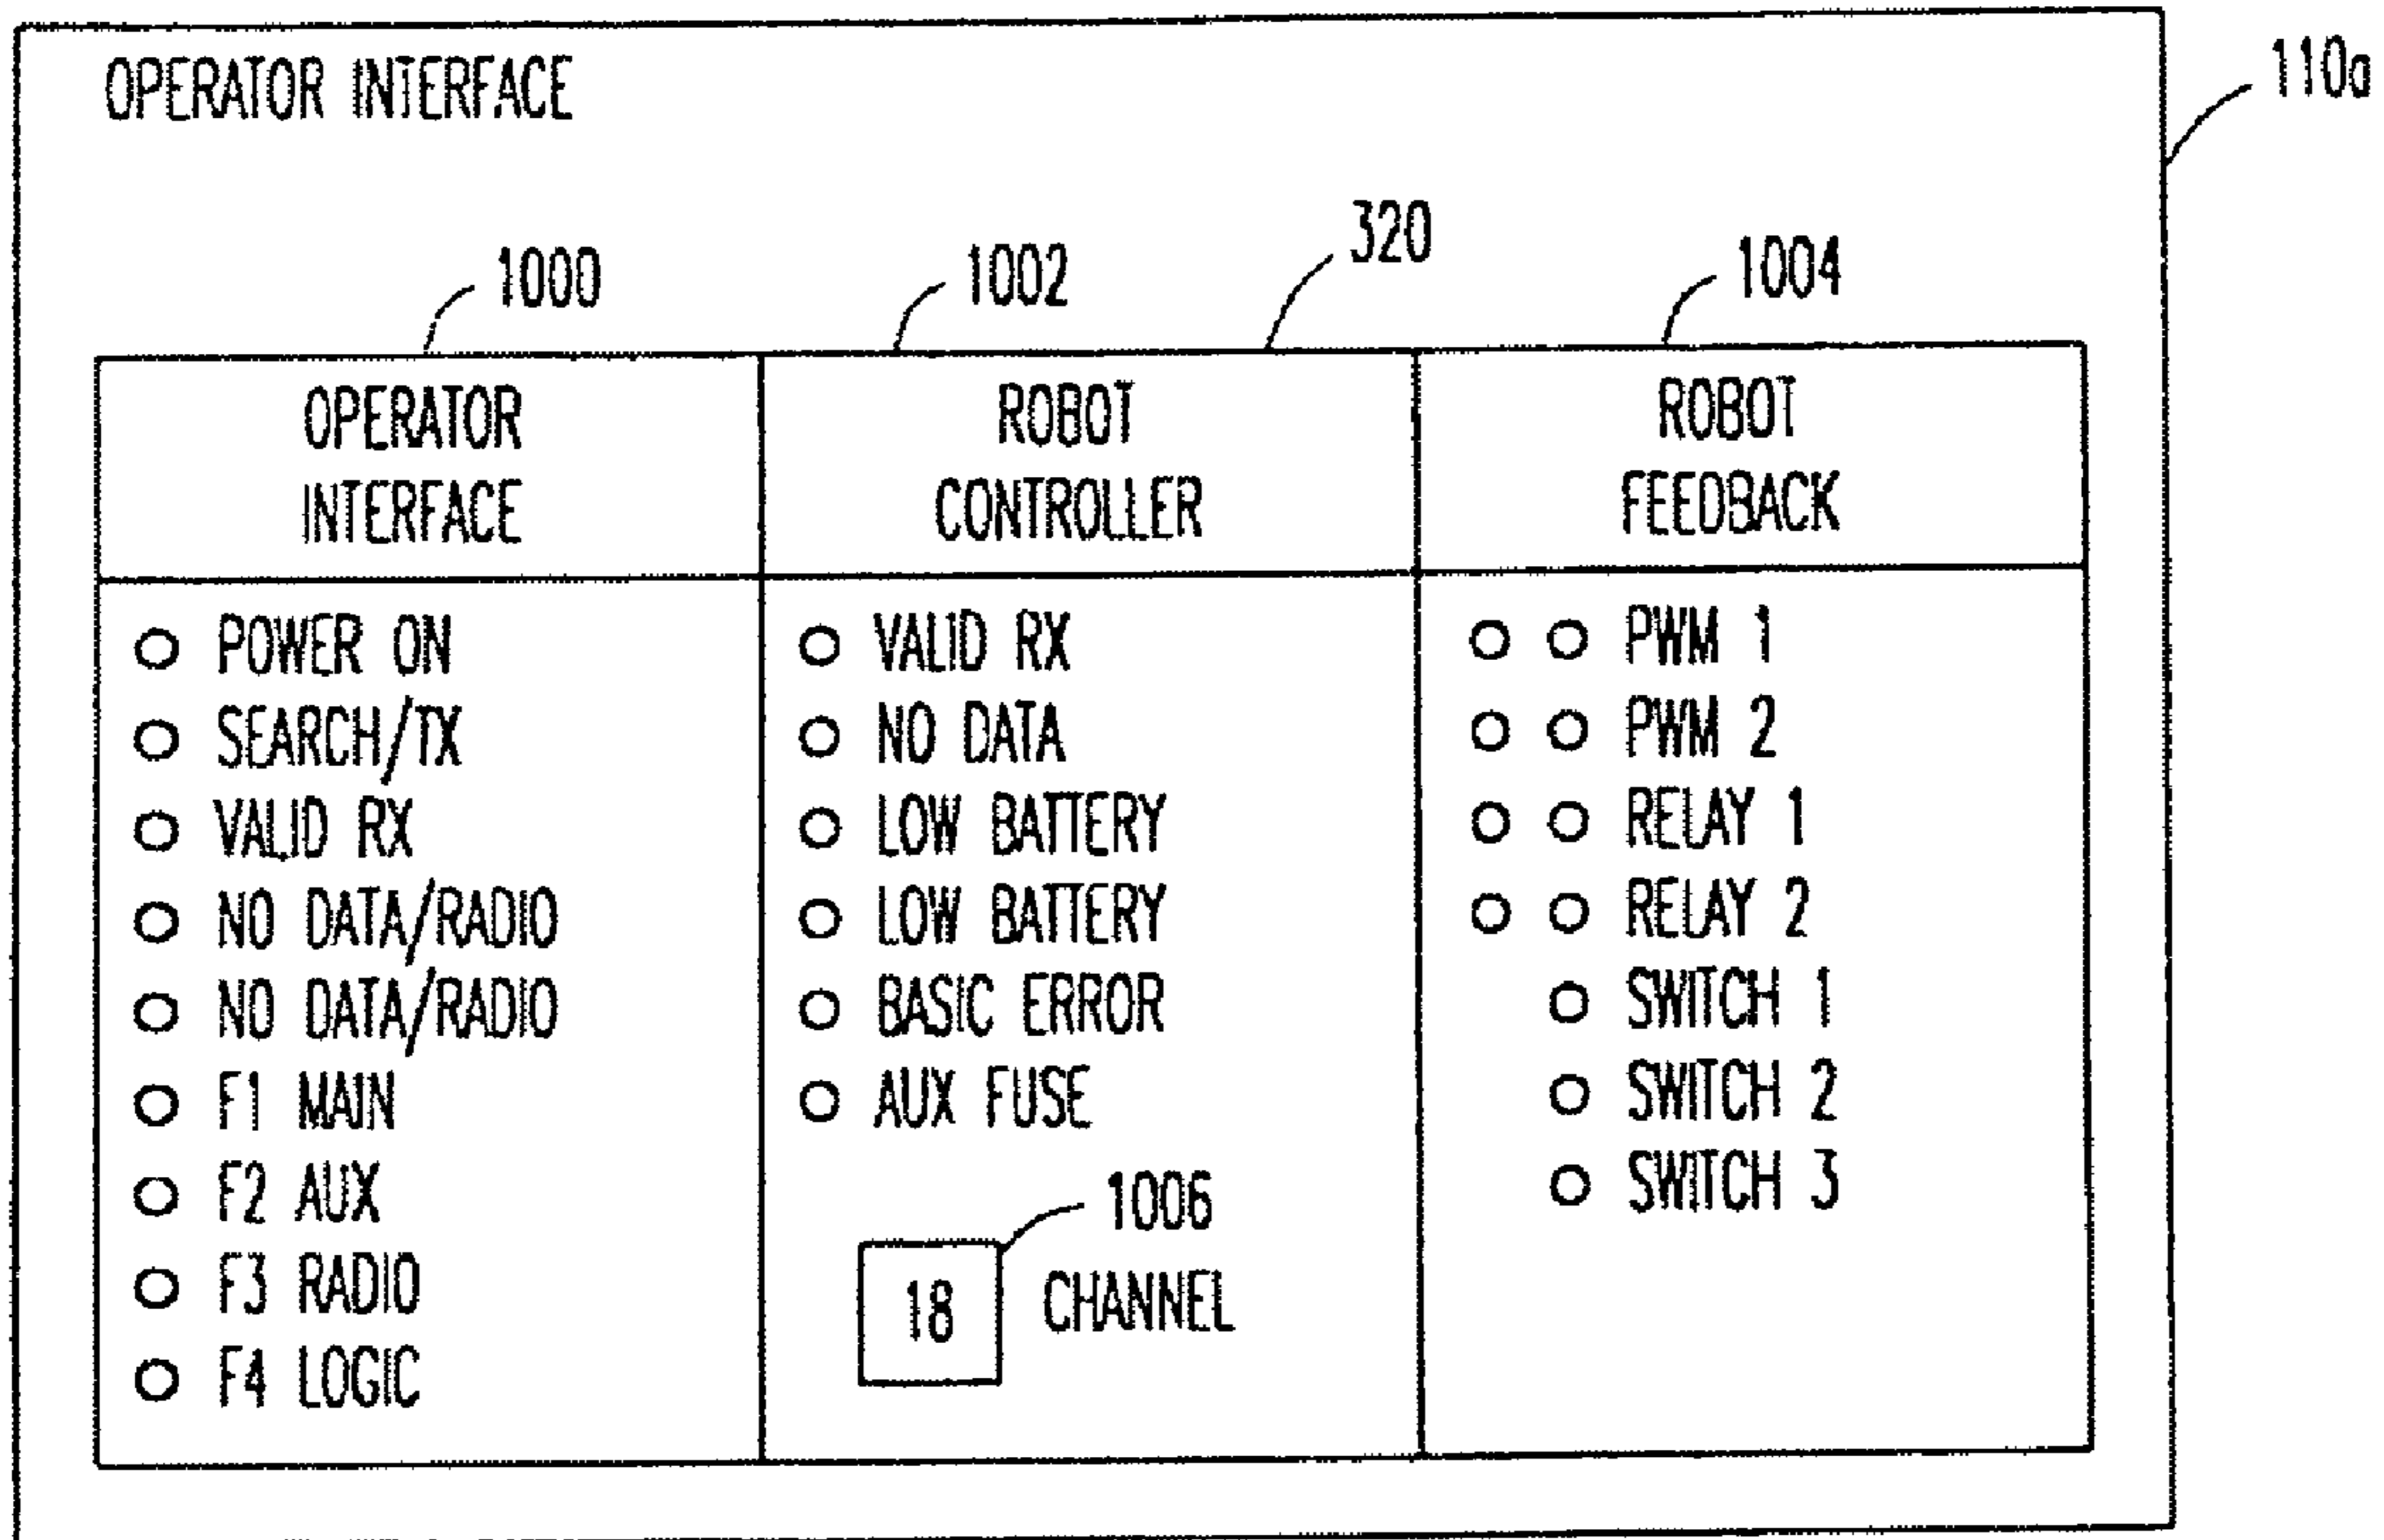 OPERATOR INTERFACE
110a
1000
1002
320
1004
OPERATOR
INTERFACE
ROBOT
CONTROLLER
ROBOT
FEEDBACK
POWER ON
SEARCH/TX
VALID RX
NO DATA/RADIO
NO DATA/RADIO
F1 MAIN
F2 AUX
F3 RADIO
F4 LOGIC
VALID RX
NO DATA
LOW BATTERY
LOW BATTERY
BASIC ERROR
AUX FUSE
1006
18 CHANNEL
PWM 1
PWM 2
RELAY 1
RELAY 2
SWITCH 1
SWITCH 2
SWITCH 3